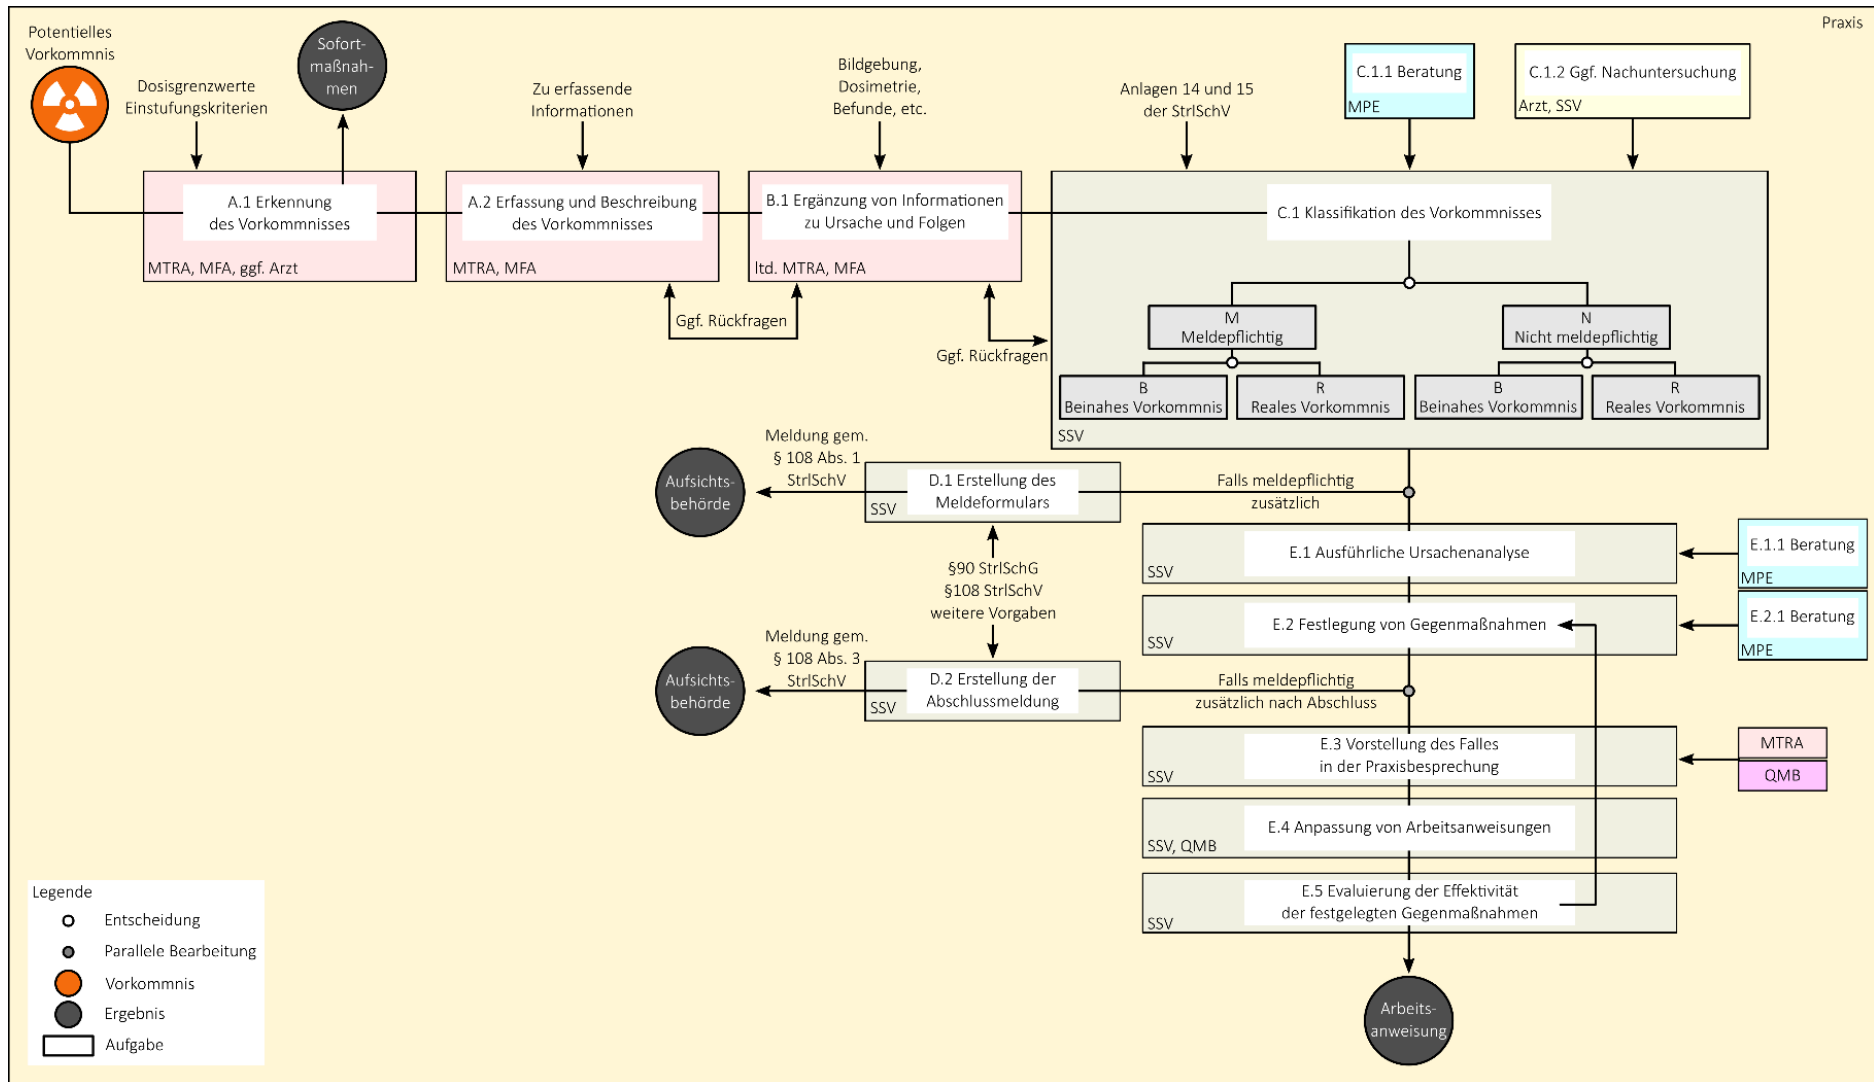 Praxis
Potentielles
Vorkommnis
Sofort-
maßnah-
men
Dosisgrenzwerte
Einstufungskriterien
Zu erfassende
Informationen
Bildgebung,
Dosimetrie,
Befunde, etc.
Anlagen 14 und 15
der StrlSchV
C.1.1 Beratung
MPE
C.1.2 Ggf. Nachuntersuchung
Arzt, SSV
A.1 Erkennung
des Vorkommnisses
MTRA, MFA, ggf. Arzt
A.2 Erfassung und Beschreibung
des Vorkommnisses
MTRA, MFA
B.1 Ergänzung von Informationen
zu Ursache und Folgen
ltd. MTRA, MFA
C.1 Klassifikation des Vorkommnisses
Ggf. Rückfragen
Ggf. Rückfragen
M
Meldepflichtig
N
Nicht meldepflichtig
B
Beinahes Vorkommnis
R
Reales Vorkommnis
B
Beinahes Vorkommnis
R
Reales Vorkommnis
SSV
Aufsichts-
behörde
Meldung gem.
§ 108 Abs. 1
StrlSchV
D.1 Erstellung des
Meldeformulars
SSV
Falls meldepflichtig
zusätzlich
E.1 Ausführliche Ursachenanalyse
SSV
E.1.1 Beratung
MPE
§90 StrlSchG
§108 StrlSchV
weitere Vorgaben
E.2 Festlegung von Gegenmaßnahmen
SSV
E.2.1 Beratung
MPE
Aufsichts-
behörde
Meldung gem.
§ 108 Abs. 3
StrlSchV
D.2 Erstellung der
Abschlussmeldung
SSV
Falls meldepflichtig
zusätzlich nach Abschluss
E.3 Vorstellung des Falles
in der Praxisbesprechung
SSV
MTRA
QMB
E.4 Anpassung von Arbeitsanweisungen
SSV, QMB
E.5 Evaluierung der Effektivität
der festgelegten Gegenmaßnahmen
SSV
Arbeits-
anweisung
Legende
Entscheidung
Parallele Bearbeitung
Vorkommnis
Ergebnis
Aufgabe